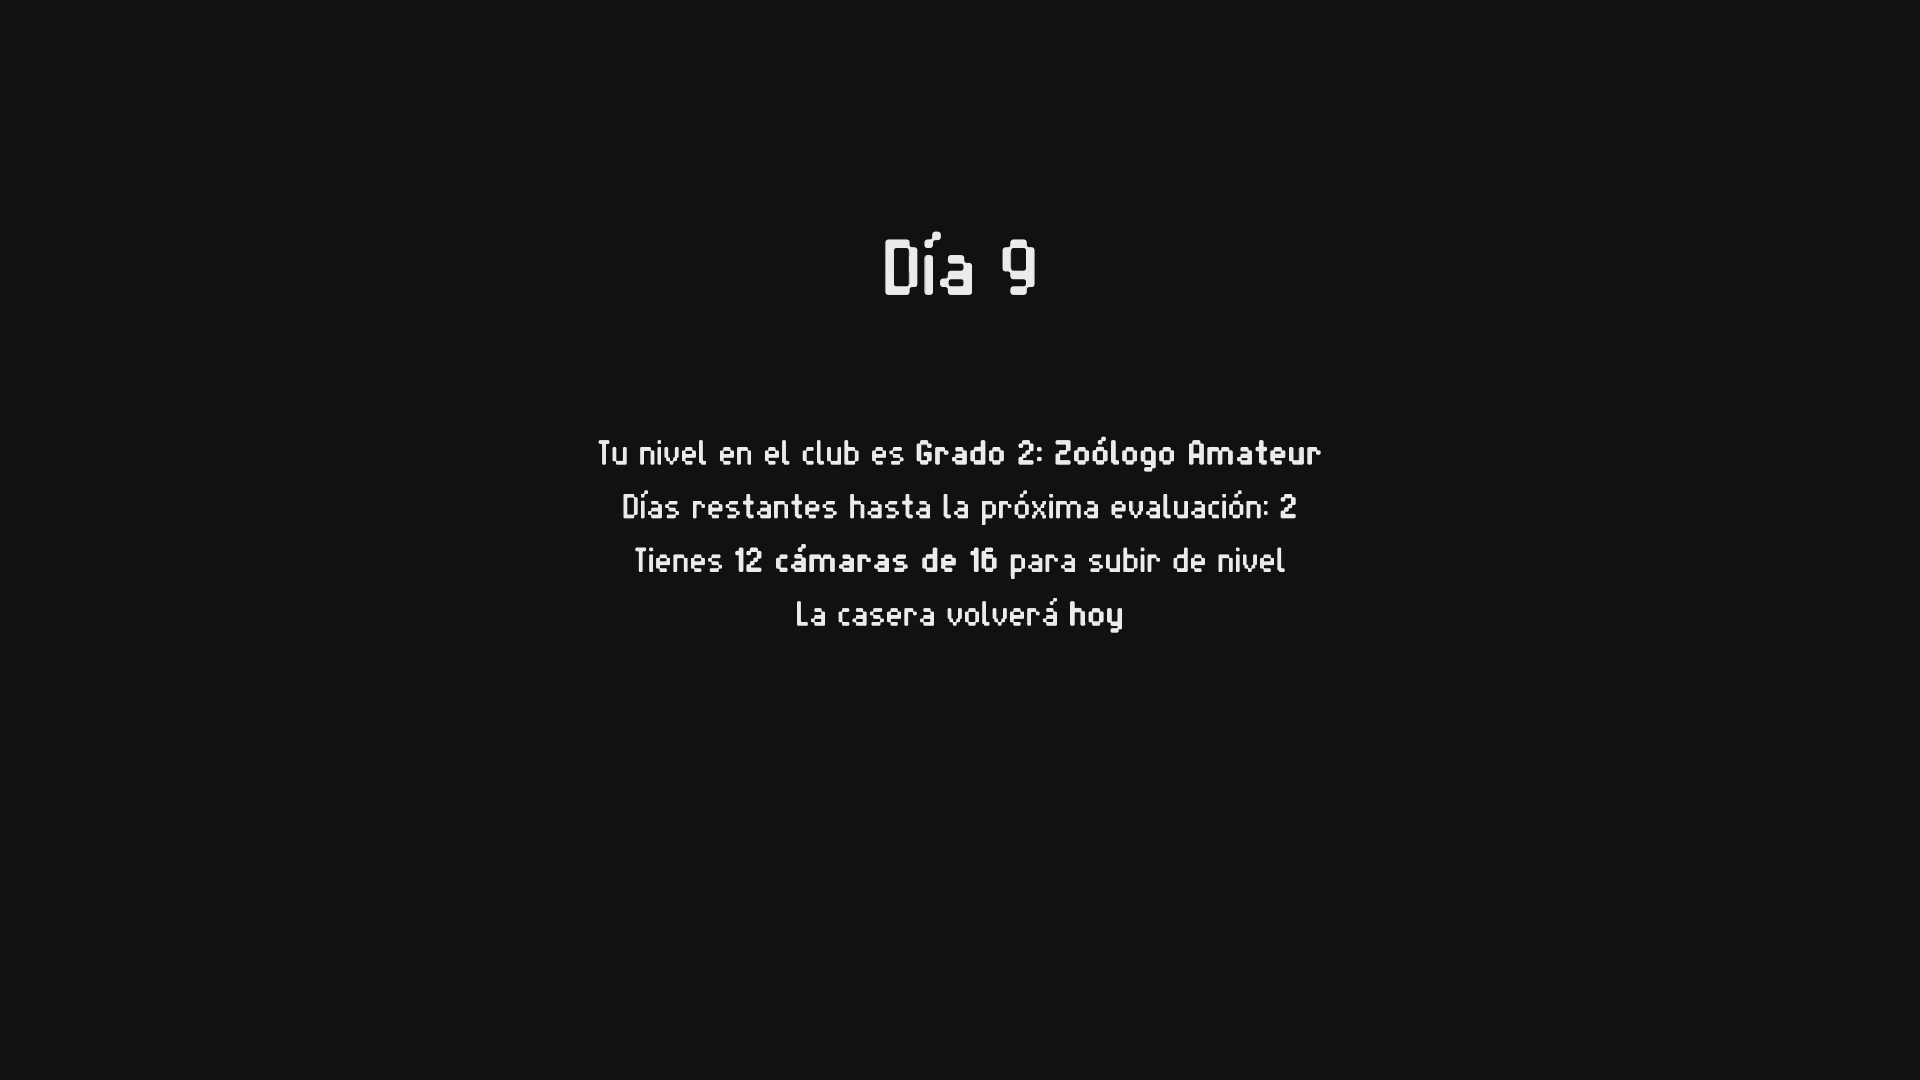 Día 9
Tu nivel en el club es Grado 2: Zoólogo Amateur
Días restantes hasta la próxima evaluación: 2
Tienes 12 cámaras de 16 para subir de nivel
La casera volverá hoy